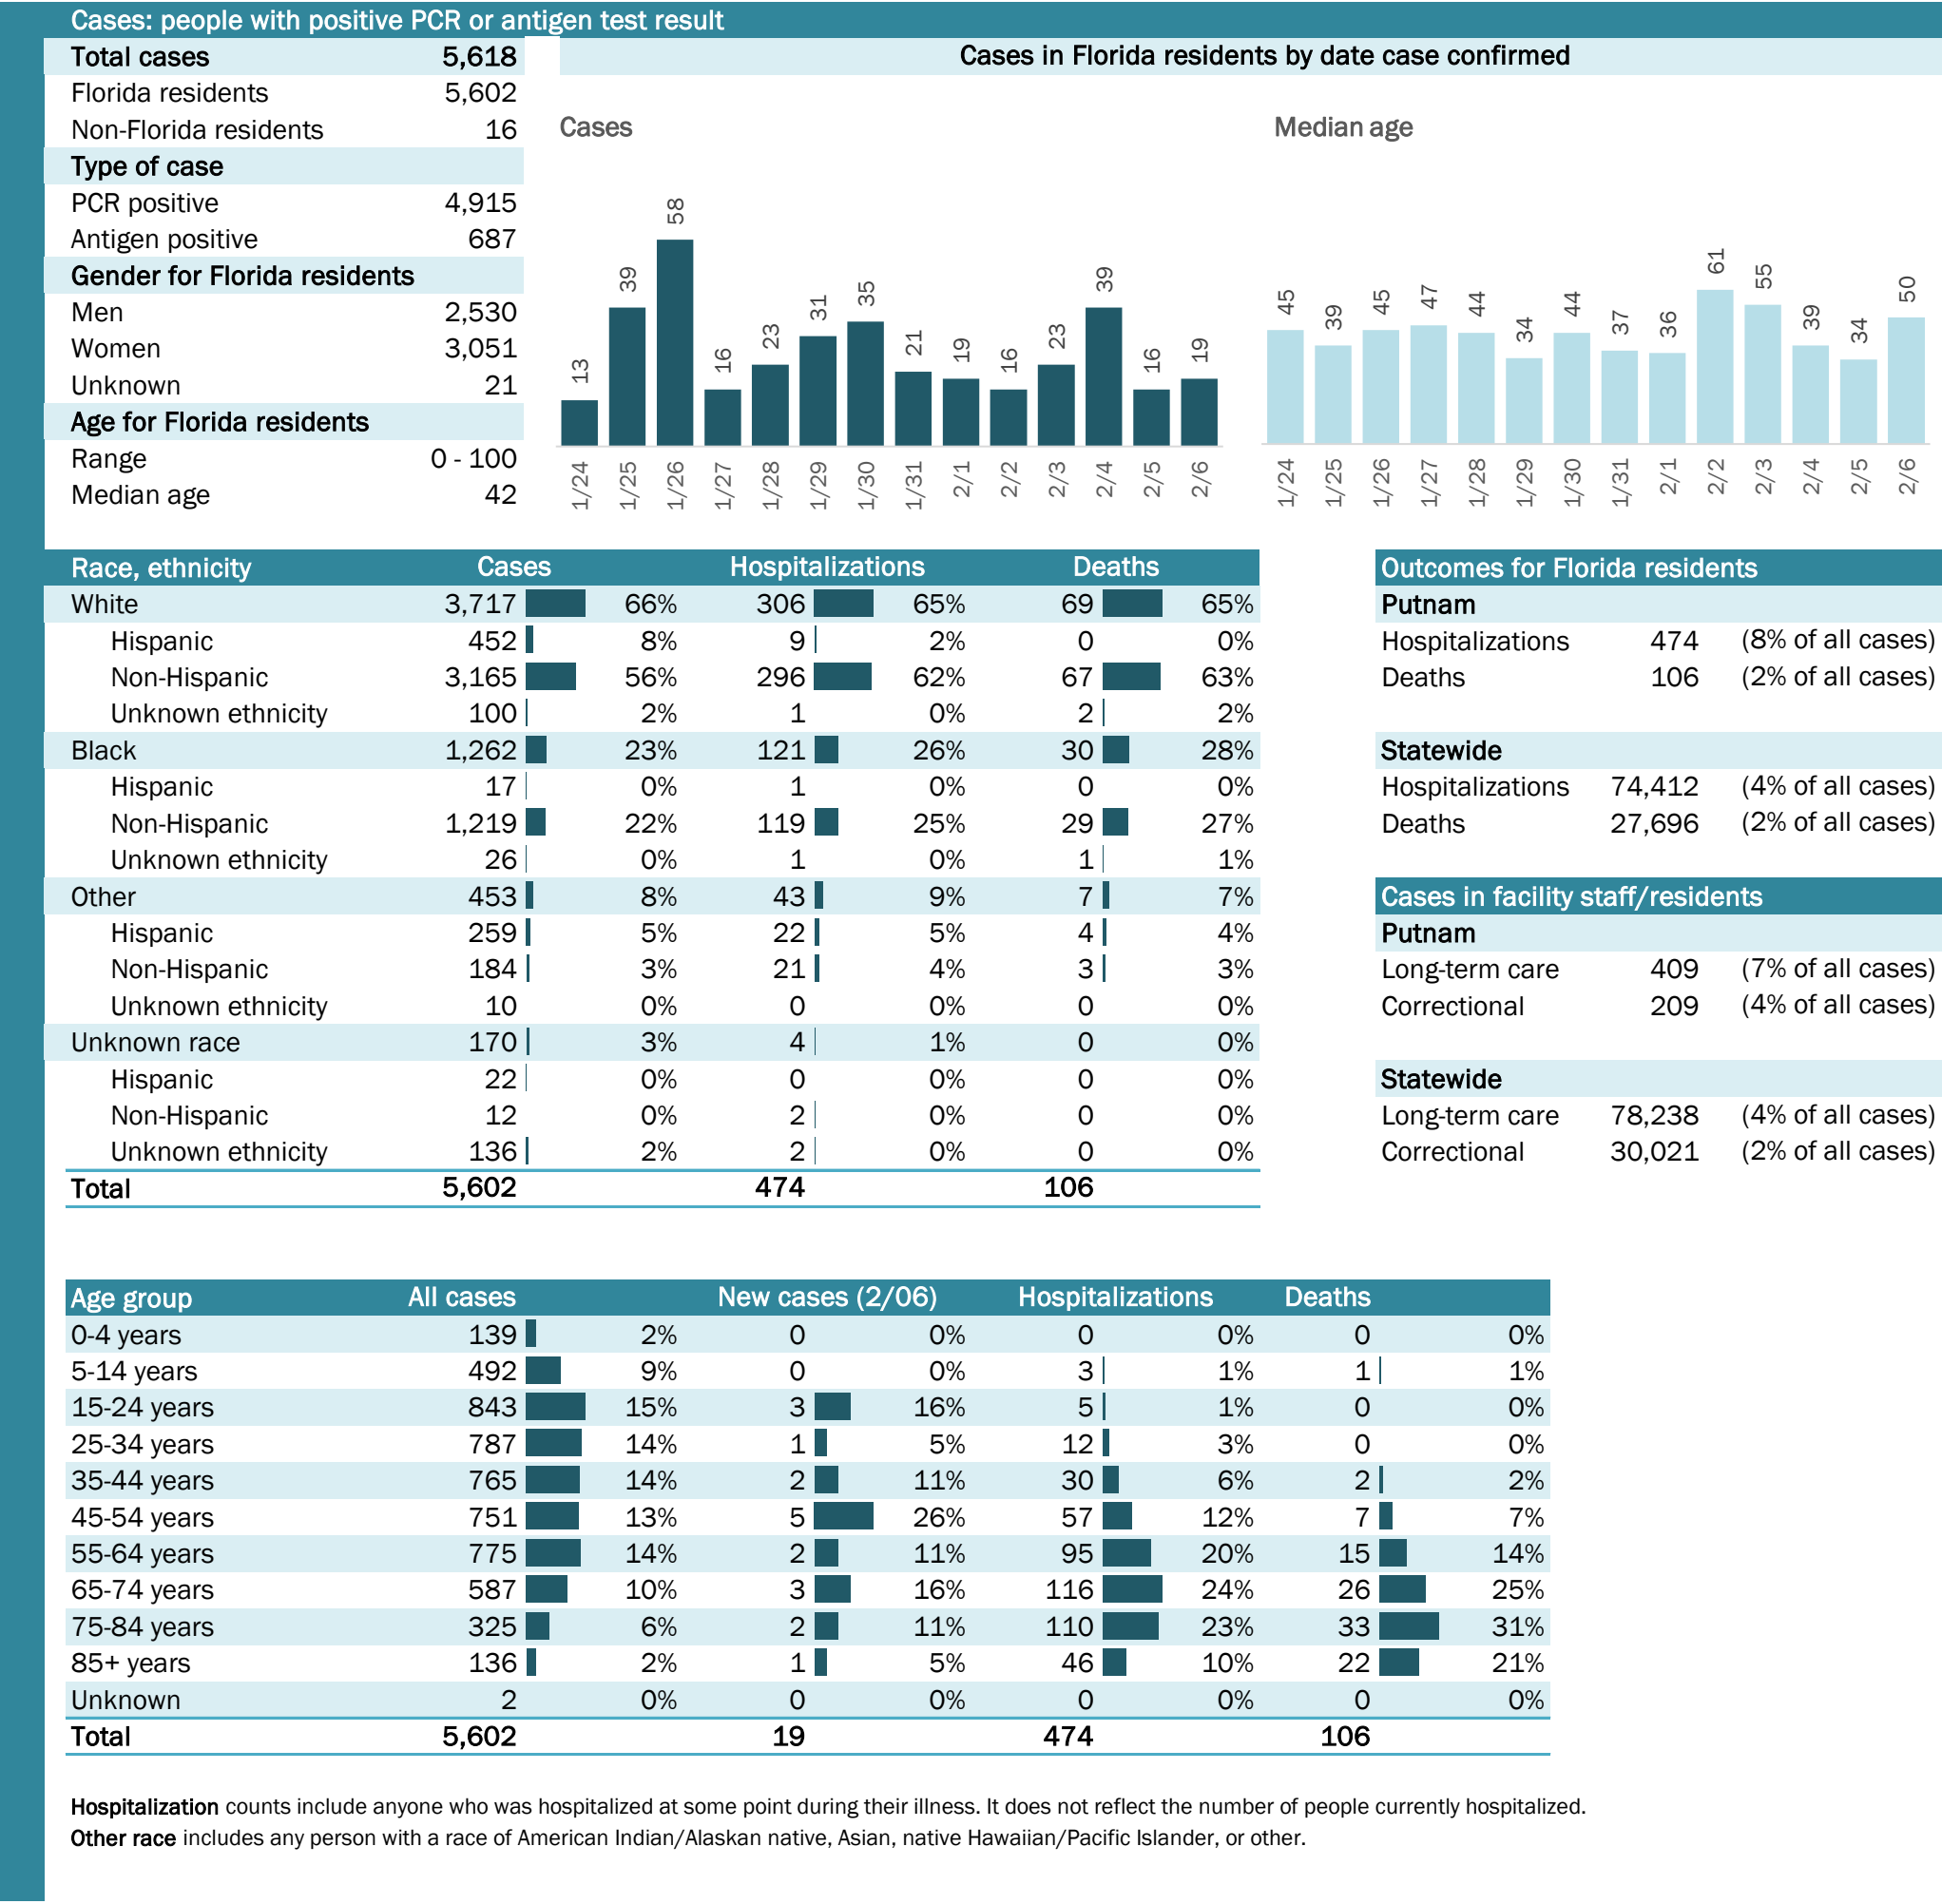 Cases: people with positive PCR or antigen test result
Total cases 5,618
Florida residents 5,602
Non-Florida residents 16
Type of case
PCR positive 4,915
Antigen positive 687
Gender for Florida residents
Men 2,530
Women 3,051
Unknown 21
Age for Florida residents
Range 0 - 100
Median age 42
Cases in Florida residents by date case confirmed
Cases
13 39 58 16 23 31 35 21 19 16 23 39 16 19
1/24 1/25 1/26 1/27 1/28 1/29 1/30 1/31 2/1 2/2 2/3 2/4 2/5 2/6
Median age
45 39 45 47 44 34 44 37 36 61 55 39 34 50
1/24 1/25 1/26 1/27 1/28 1/29 1/30 1/31 2/1 2/2 2/3 2/4 2/5 2/6
Race, ethnicity Cases Hospitalizations Deaths
White 3,717 66% 306 65% 69 65%
Hispanic 452 8% 9 2% 0 0%
Non-Hispanic 3,165 56% 296 62% 67 63%
Unknown ethnicity 100 2% 1 0% 2 2%
Black 1,262 23% 121 26% 30 28%
Hispanic 17 0% 1 0% 0 0%
Non-Hispanic 1,219 22% 119 25% 29 27%
Unknown ethnicity 26 0% 1 0% 1 1%
Other 453 8% 43 9% 7 7%
Hispanic 259 5% 22 5% 4 4%
Non-Hispanic 184 3% 21 4% 3 3%
Unknown ethnicity 10 0% 0 0% 0 0%
Unknown race 170 3% 4 1% 0 0%
Hispanic 22 0% 0 0% 0 0%
Non-Hispanic 12 0% 2 0% 0 0%
Unknown ethnicity 136 2% 2 0% 0 0%
Total 5,602 474 106
Outcomes for Florida residents
Putnam
Hospitalizations 474 (8% of all cases)
Deaths 106 (2% of all cases)
Statewide
Hospitalizations 74,412 (4% of all cases)
Deaths 27,696 (2% of all cases)
Cases in facility staff/residents
Putnam
Long-term care 409 (7% of all cases)
Correctional 209 (4% of all cases)
Statewide
Long-term care 78,238 (4% of all cases)
Correctional 30,021 (2% of all cases)
Age group All cases New cases (2/06) Hospitalizations Deaths
0-4 years 139 2% 0 0% 0 0% 0 0%
5-14 years 492 9% 0 0% 3 1% 1 1%
15-24 years 843 15% 3 16% 5 1% 0 0%
25-34 years 787 14% 1 5% 12 3% 0 0%
35-44 years 765 14% 2 11% 30 6% 2 2%
45-54 years 751 13% 5 26% 57 12% 7 7%
55-64 years 775 14% 2 11% 95 20% 15 14%
65-74 years 587 10% 3 16% 116 24% 26 25%
75-84 years 325 6% 2 11% 110 23% 33 31%
85+ years 136 2% 1 5% 46 10% 22 21%
Unknown 2 0% 0 0% 0 0% 0 0%
Total 5,602 19 474 106
Hospitalization counts include anyone who was hospitalized at some point during their illness. It does not reflect the number of people currently hospitalized.
Other race includes any person with a race of American Indian/Alaskan native, Asian, native Hawaiian/Pacific Islander, or other.